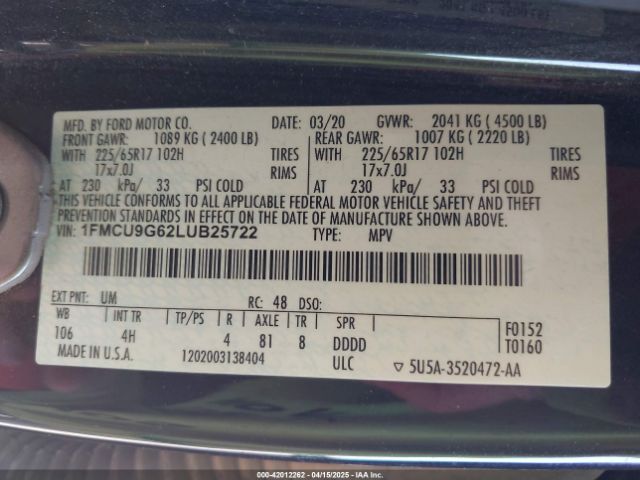 MFD. BY FORD MOTOR CO. DATE: 03/20 GVWR: 2041 KG ( 4500 LB)
FRONT GAWR: 1089 KG ( 2400 LB) REAR GAWR: 1007 KG ( 2220 LB)
WITH 225/65R17 102H TIRES WITH 225/65R17 102H TIRES
17x7.0J RIMS 17x7.0J RIMS
AT 230 kPa/ 33 PSI COLD AT 230 kPa/ 33 PSI COLD
THIS VEHICLE CONFORMS TO ALL APPLICABLE FEDERAL MOTOR VEHICLE SAFETY AND THEFT
PREVENTION STANDARDS IN EFFECT ON THE DATE OF MANUFACTURE SHOWN ABOVE.
VIN: 1FMCU9G62LUB25722 TYPE: MPV
EXT PNT: UM RC: 48 DSO:
WB INT TR TP/PS R AXLE TR SPR F0152
106 4H 4 81 8 DDDD T0160
MADE IN U.S.A. 1202003138404 ULC ▽ 5U5A-3520472-AA
000-42012262 - 04/15/2025 - IAAI.com